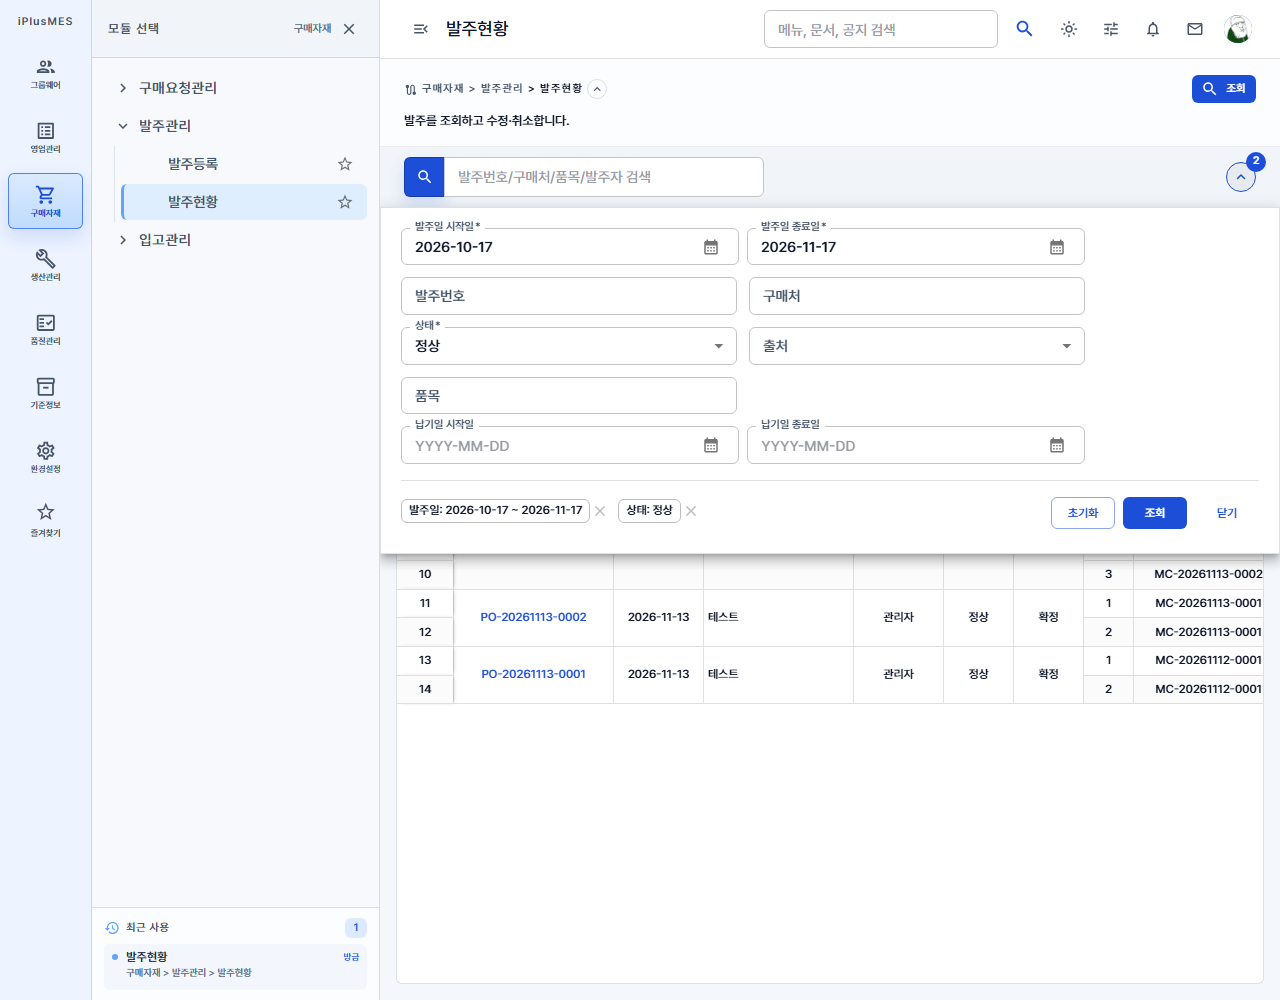 iPlusMES
그룹웨어
영업관리
구매자재
생산관리
품질관리
기준정보
환경설정
즐겨찾기
모듈 선택
구매자재
구매요청관리
발주관리
발주등록
발주현황
입고관리
최근 사용
1
발주현황
방금
구매자재 > 발주관리 > 발주현황
발주현황
메뉴, 문서, 공지 검색
구매자재 > 발주관리 > 발주현황
조회
발주를 조회하고 수정·취소합니다.
발주번호/구매처/품목/발주자 검색
2
발주일 시작일 *
2026-10-17
발주일 종료일 *
2026-11-17
발주번호
구매처
상태 *
정상
출처
품목
납기일 시작일
YYYY-MM-DD
납기일 종료일
YYYY-MM-DD
발주일: 2026-10-17 ~ 2026-11-17
상태: 정상
초기화
조회
닫기
10 3 MC-20261113-0002
11 PO-20261113-0002 2026-11-13 테스트 관리자 정상 확정 1 MC-20261113-0001
12 2 MC-20261113-0001
13 PO-20261113-0001 2026-11-13 테스트 관리자 정상 확정 1 MC-20261112-0001
14 2 MC-20261112-0001